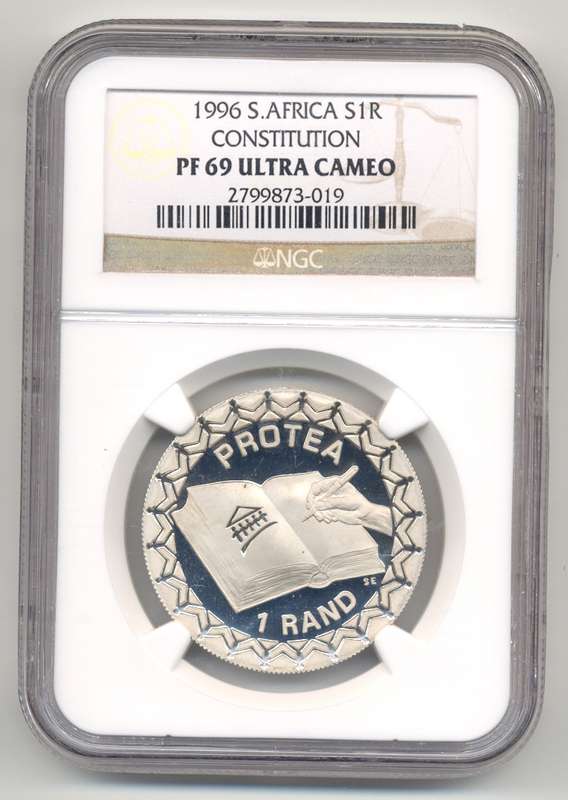 1996 S.AFRICA S1R
CONSTITUTION
PF 69 ULTRA CAMEO
2799873-019
NGC
PROTEA
SE
1 RAND